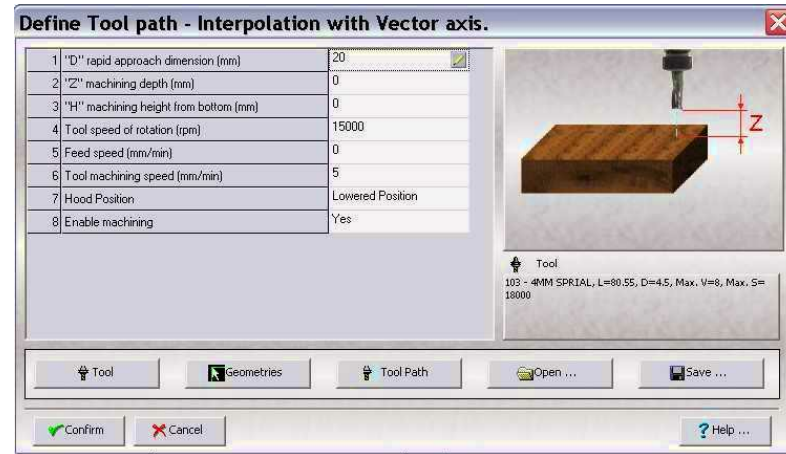 Define Tool path - Interpolation with Vector axis.
1 "D" rapid approach dimension (mm) 20
2 "Z" machining depth (mm) 0
3 "H" machining height from bottom (mm) 0
4 Tool speed of rotation (rpm) 15000
5 Feed speed (mm/min) 0
6 Tool machining speed (mm/min) 5
7 Hood Position Lowered Position
8 Enable machining Yes
Z
Tool
103 - 4MM SPRIAL, L=80.55, D=4.5, Max. V=8, Max. S=
18000
Tool Geometries Tool Path Open ... Save ...
Confirm Cancel ? Help ...